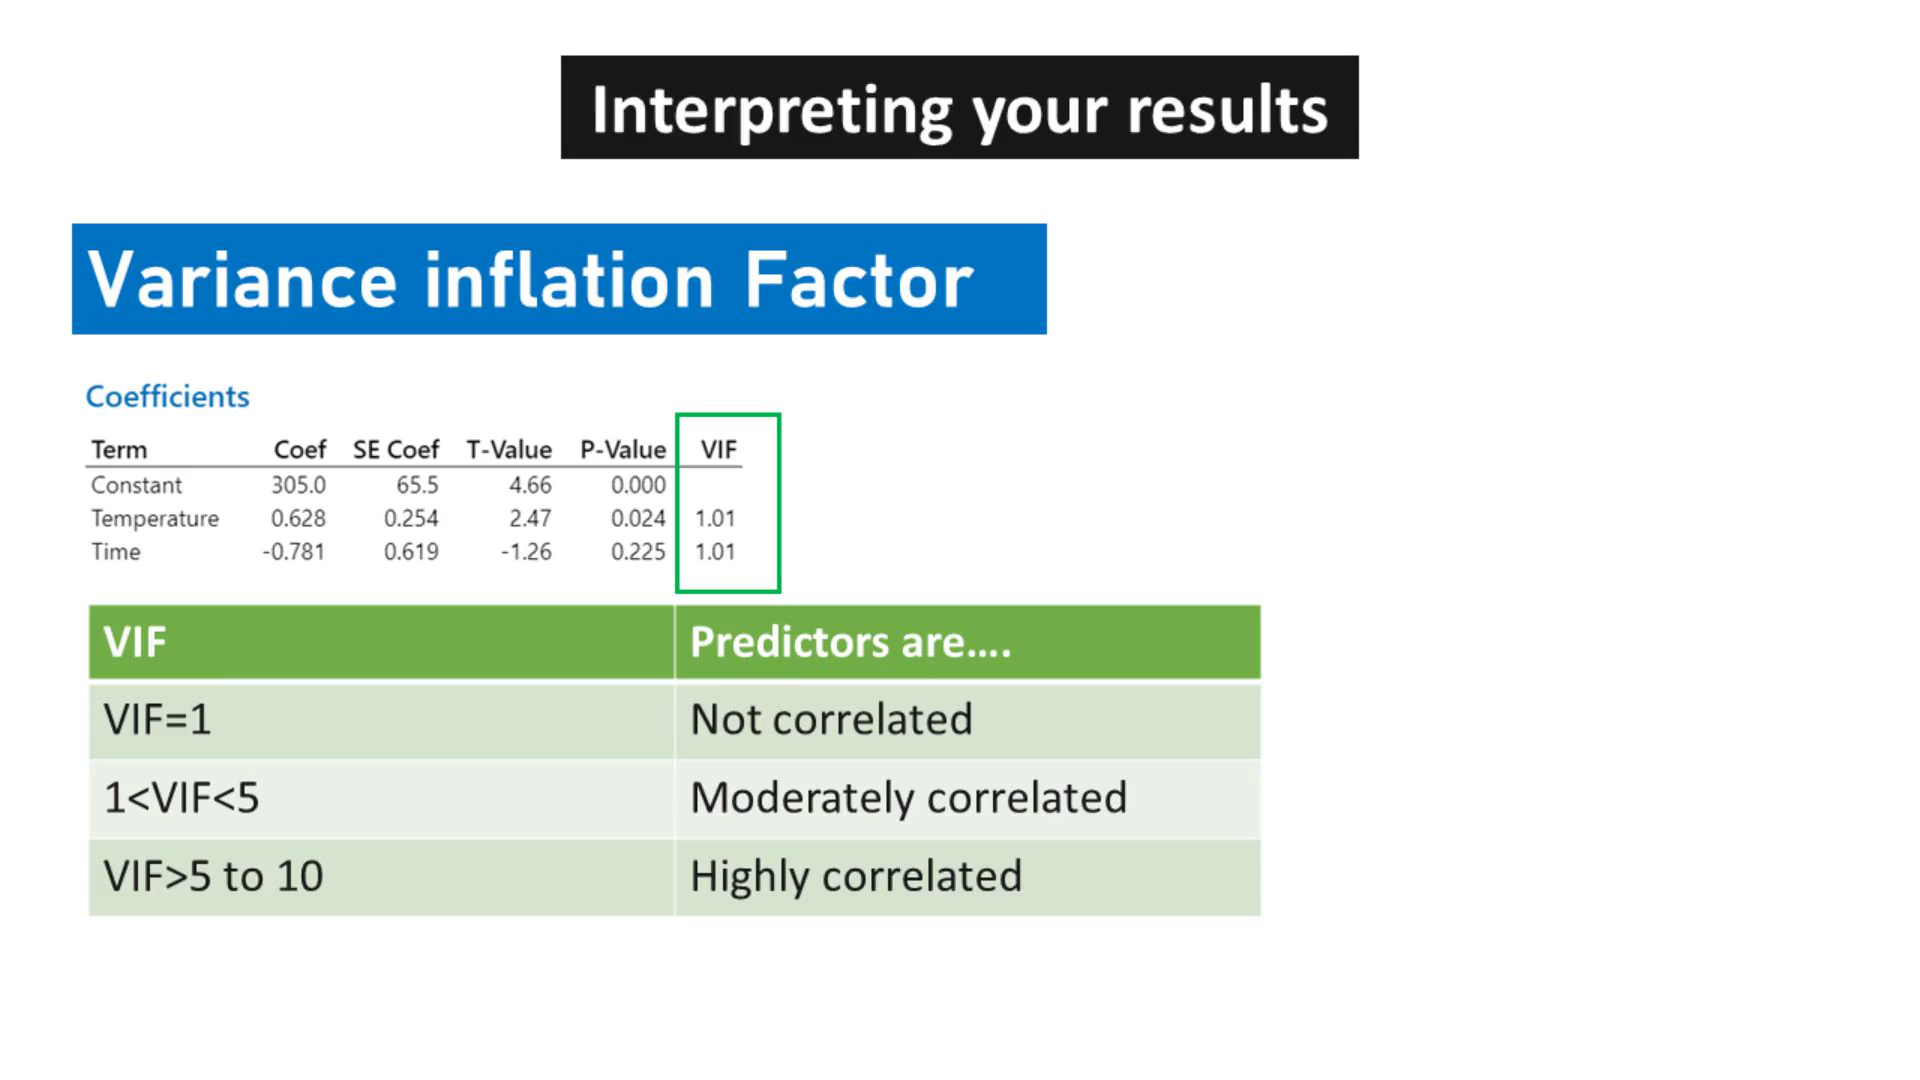 Interpreting your results
Variance inflation Factor
Coefficients
Term Coef SE Coef T-Value P-Value VIF
Constant 305.0 65.5 4.66 0.000
Temperature 0.628 0.254 2.47 0.024 1.01
Time -0.781 0.619 -1.26 0.225 1.01
VIF Predictors are....
VIF=1 Not correlated
1<VIF<5 Moderately correlated
VIF>5 to 10 Highly correlated